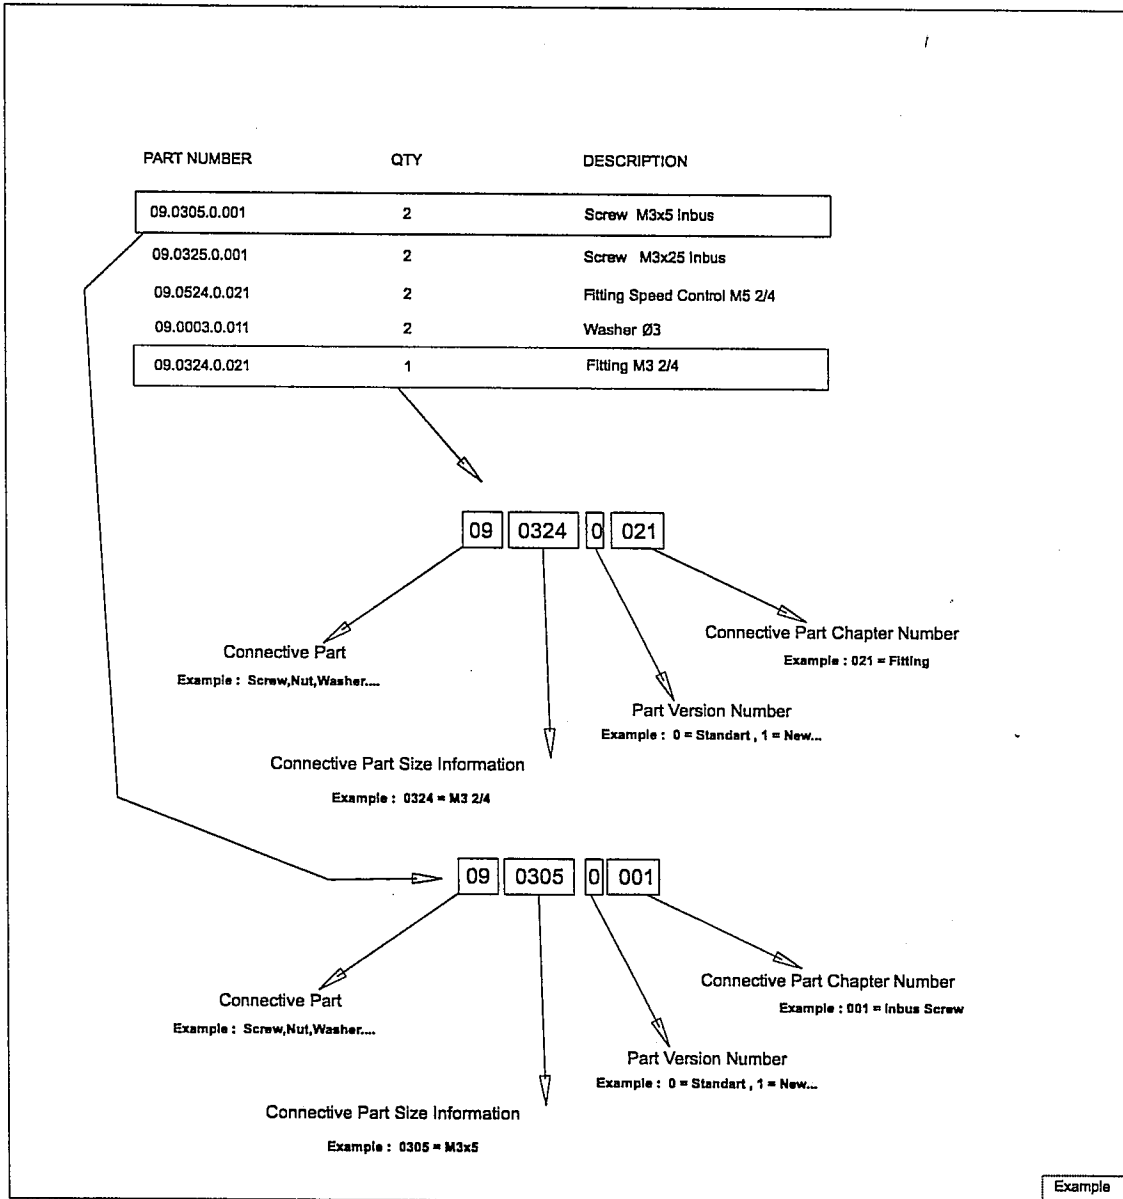 PART NUMBER QTY DESCRIPTION
09.0305.0.001 2 Screw M3x5 Inbus
09.0325.0.001 2 Screw M3x25 Inbus
09.0524.0.021 2 Fitting Speed Control M5 2/4
09.0003.0.011 2 Washer Ø3
09.0324.0.021 1 Fitting M3 2/4
09 0324 0 021
Connective Part Chapter Number
Example : 021 = Fitting
Connective Part
Example : Screw,Nut,Washer....
Part Version Number
Example : 0 = Standart , 1 = New...
Connective Part Size Information
Example : 0324 = M3 2/4
09 0305 0 001
Connective Part Chapter Number
Example : 001 = Inbus Screw
Connective Part
Example : Screw,Nut,Washer....
Part Version Number
Example : 0 = Standart , 1 = New...
Connective Part Size Information
Example : 0305 = M3x5
Example